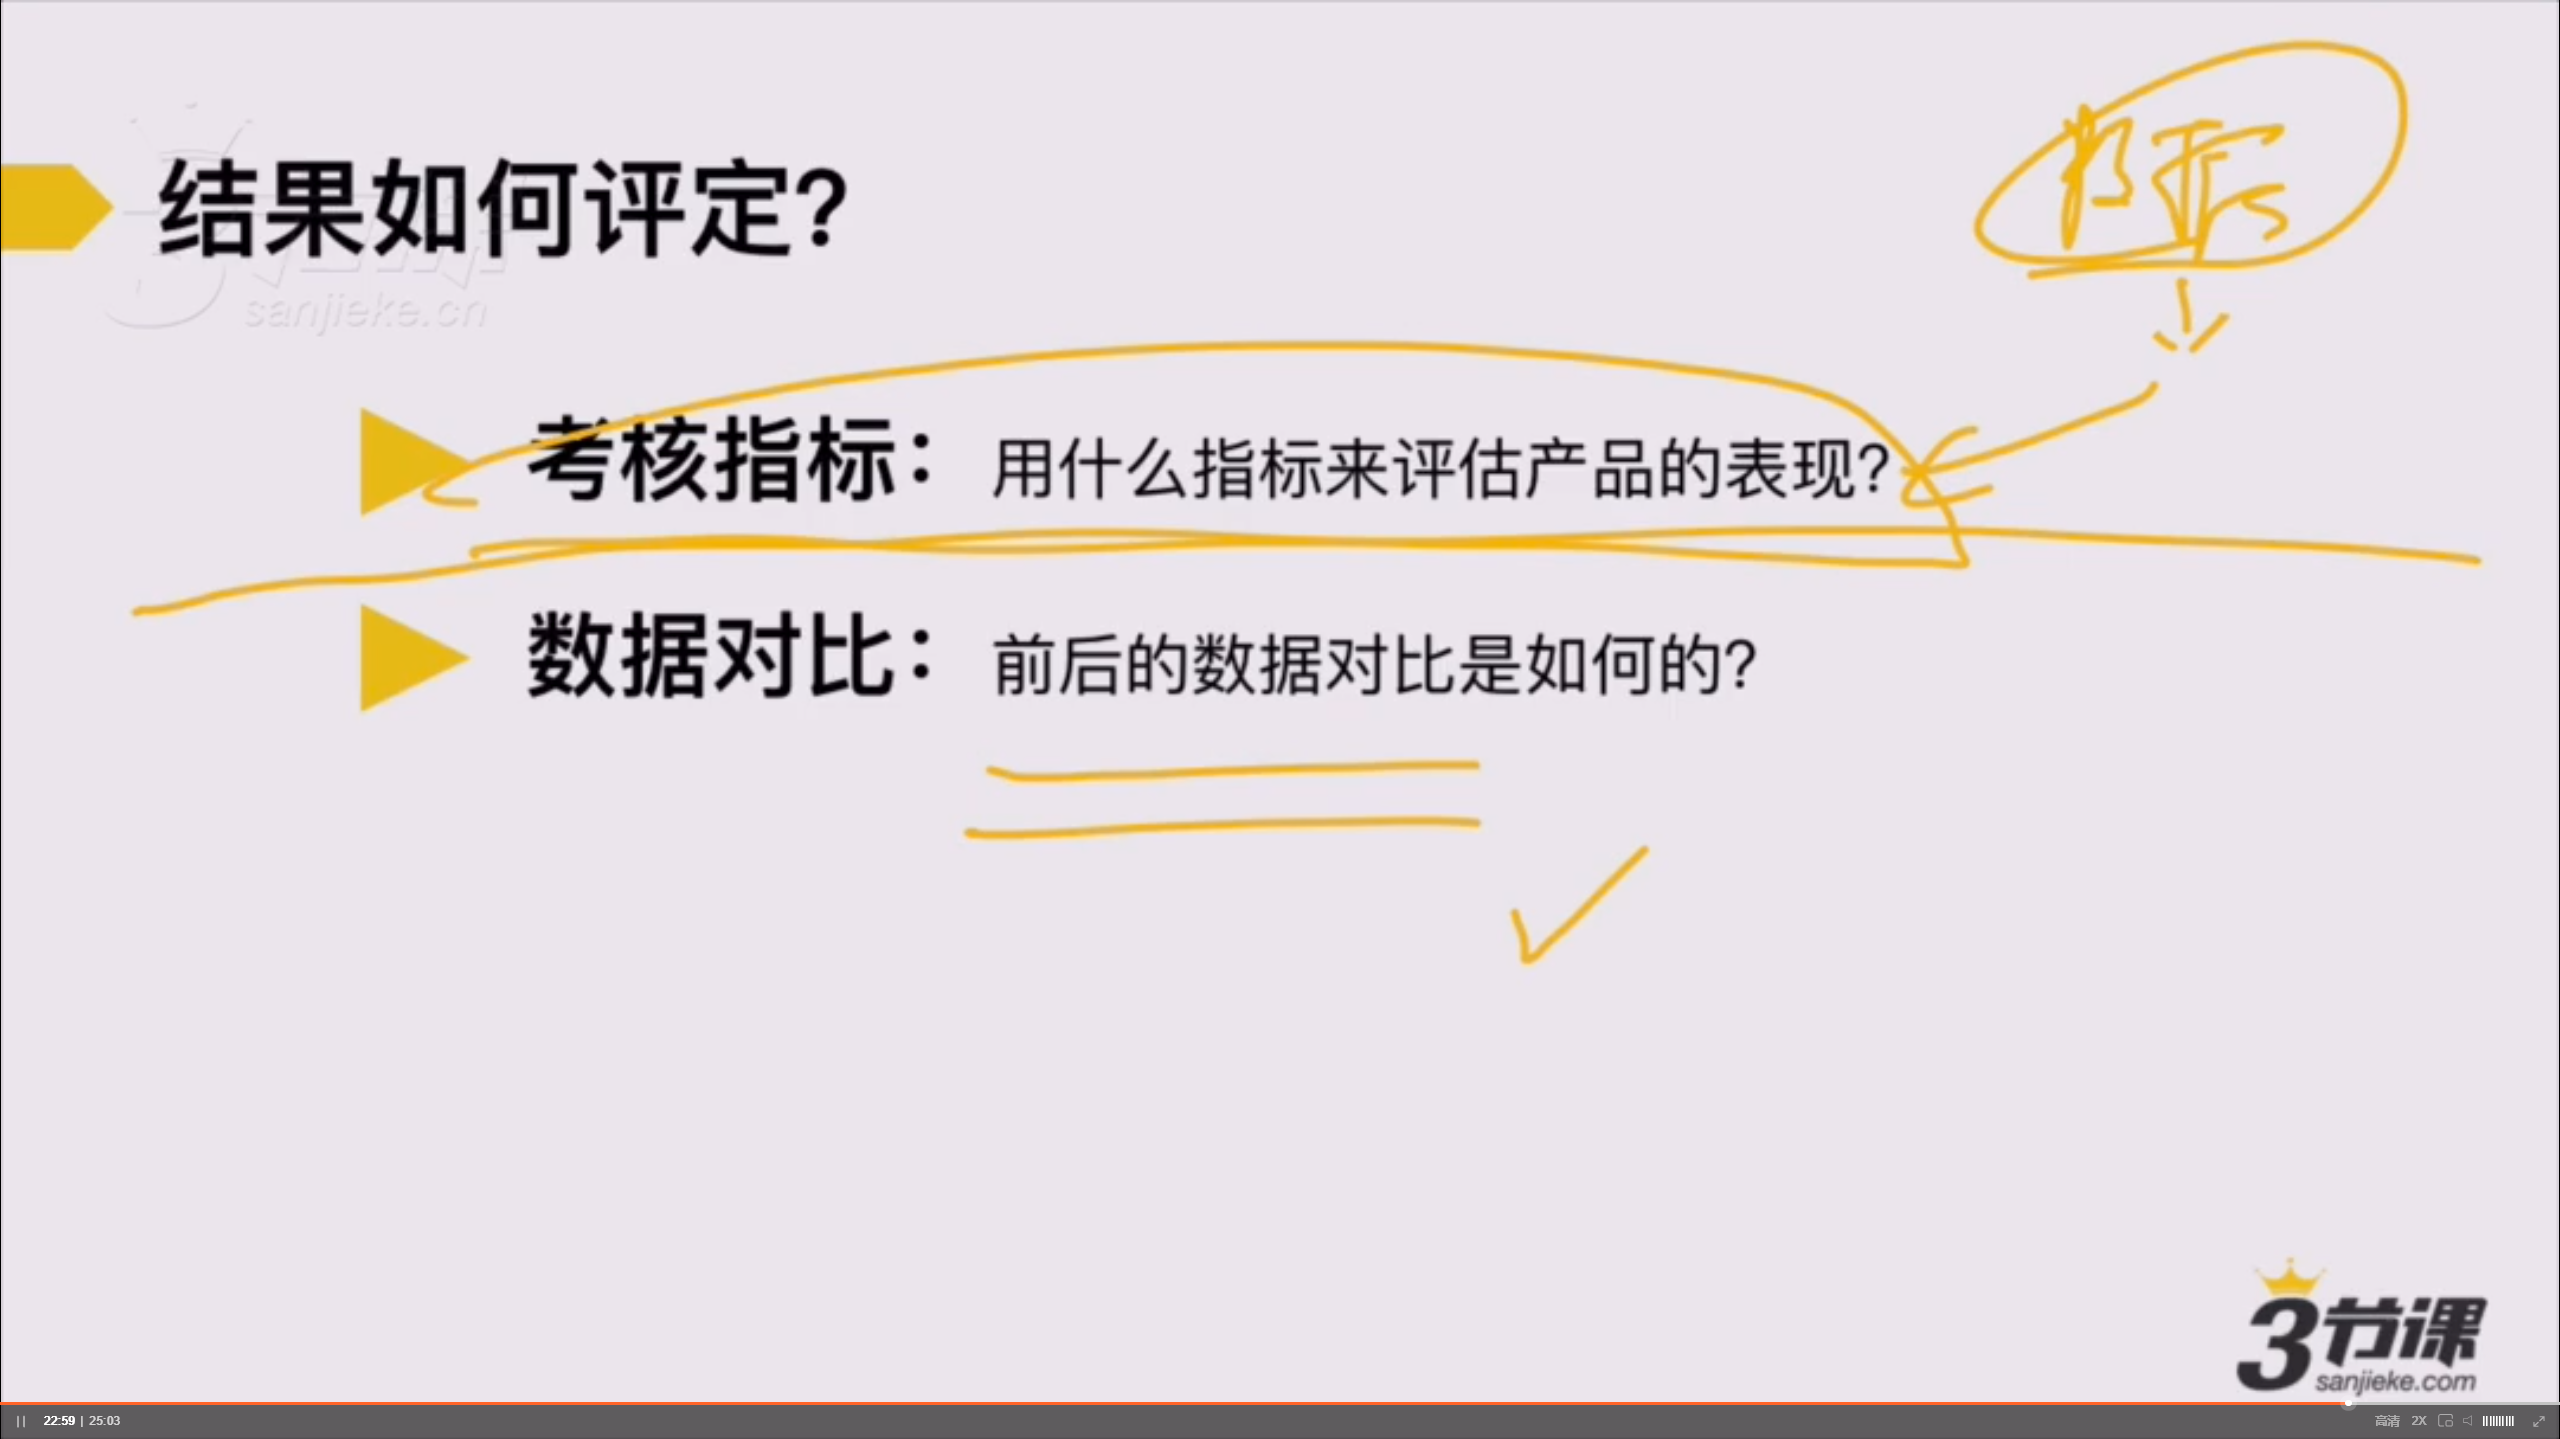 结果如何评定?
sanjieke.cn
考核指标：用什么指标来评估产品的表现?
数据对比：前后的数据对比是如何的?
3节课
sanjieke.com
22:59 | 25:03
高清 2X